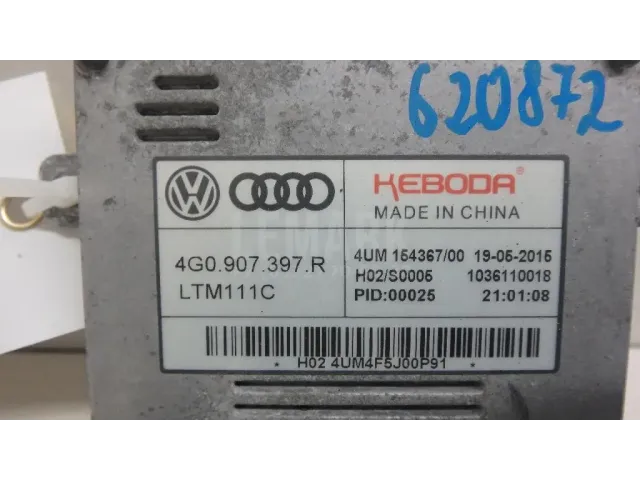 620872
KEBODA
MADE IN CHINA
4G0.907.397.R
LTM111C
4UM 154367/00 19-05-2015
H02/S0005 1036110018
PID:00025 21:01:08
* H02 4UM4F5J00P91 *
LEMARK